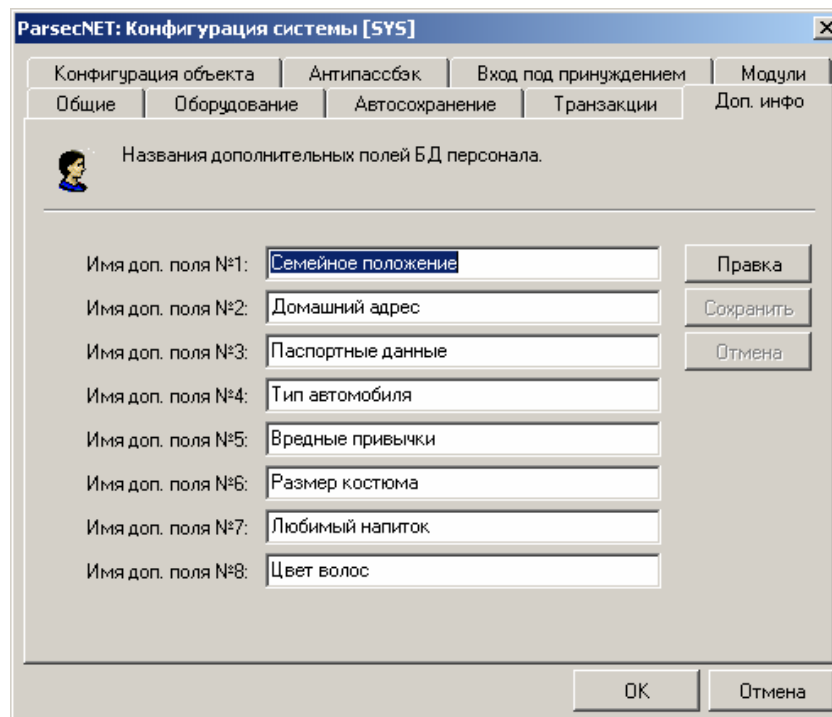 ParsecNET: Конфигурация системы [SYS]
Конфигурация объекта Антипассбэк Вход под принуждением Модули
Общие Оборудование Автосохранение Транзакции Доп. инфо
Названия дополнительных полей БД персонала.
Имя доп. поля №1: Семейное положение Правка
Имя доп. поля №2: Домашний адрес Сохранить
Имя доп. поля №3: Паспортные данные Отмена
Имя доп. поля №4: Тип автомобиля
Имя доп. поля №5: Вредные привычки
Имя доп. поля №6: Размер костюма
Имя доп. поля №7: Любимый напиток
Имя доп. поля №8: Цвет волос
OK Отмена